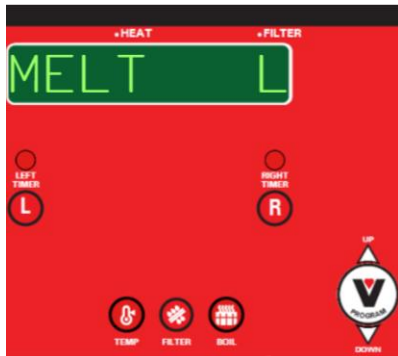 •HEAT •FILTER
MELT L
LEFT TIMER
RIGHT TIMER
L R
UP
V
PROGRAM
TEMP FILTER BOIL
DOWN